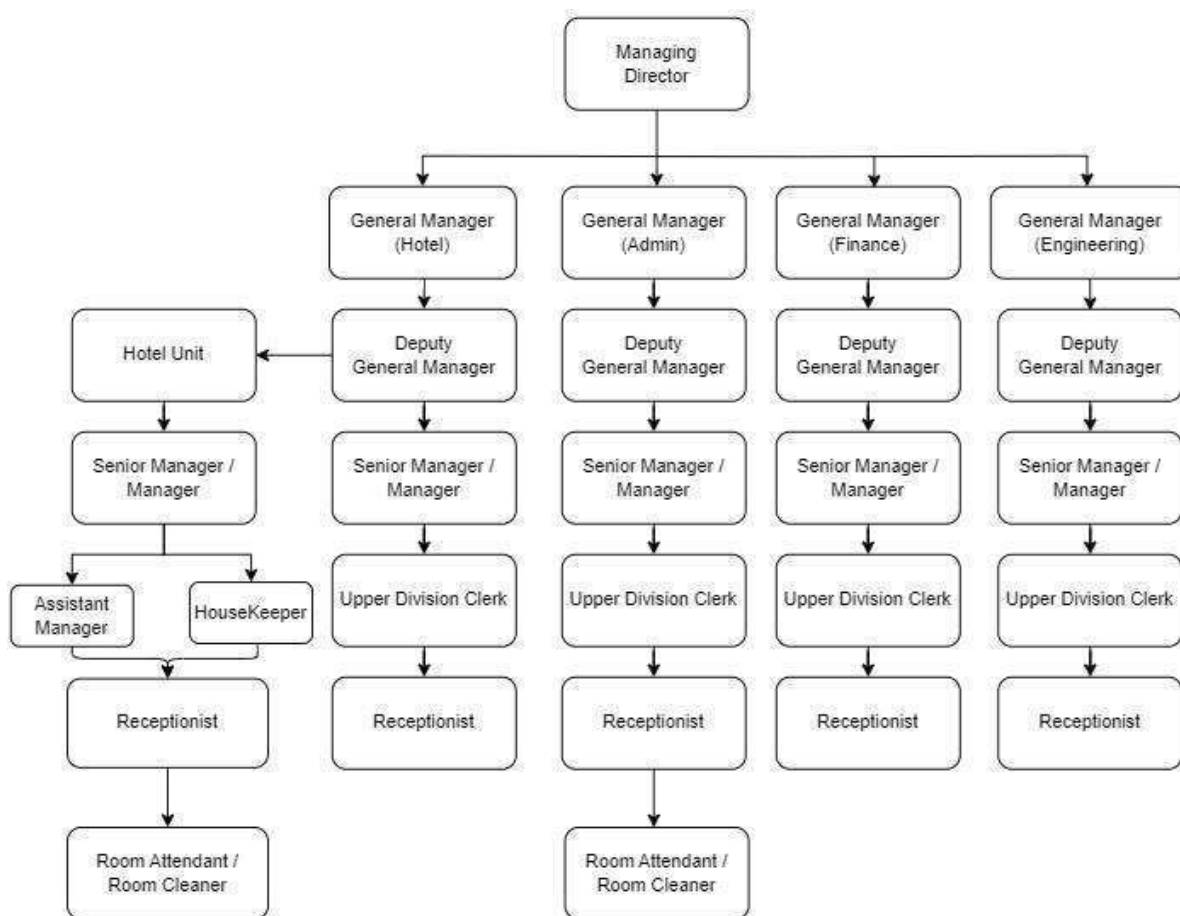 Managing
Director
General Manager
(Hotel)
General Manager
(Admin)
General Manager
(Finance)
General Manager
(Engineering)
Hotel Unit
Deputy
General Manager
Deputy
General Manager
Deputy
General Manager
Deputy
General Manager
Senior Manager /
Manager
Senior Manager /
Manager
Senior Manager /
Manager
Senior Manager /
Manager
Senior Manager /
Manager
Assistant
Manager
HouseKeeper
Upper Division Clerk
Upper Division Clerk
Upper Division Clerk
Upper Division Clerk
Receptionist
Receptionist
Receptionist
Receptionist
Receptionist
Room Attendant /
Room Cleaner
Room Attendant /
Room Cleaner